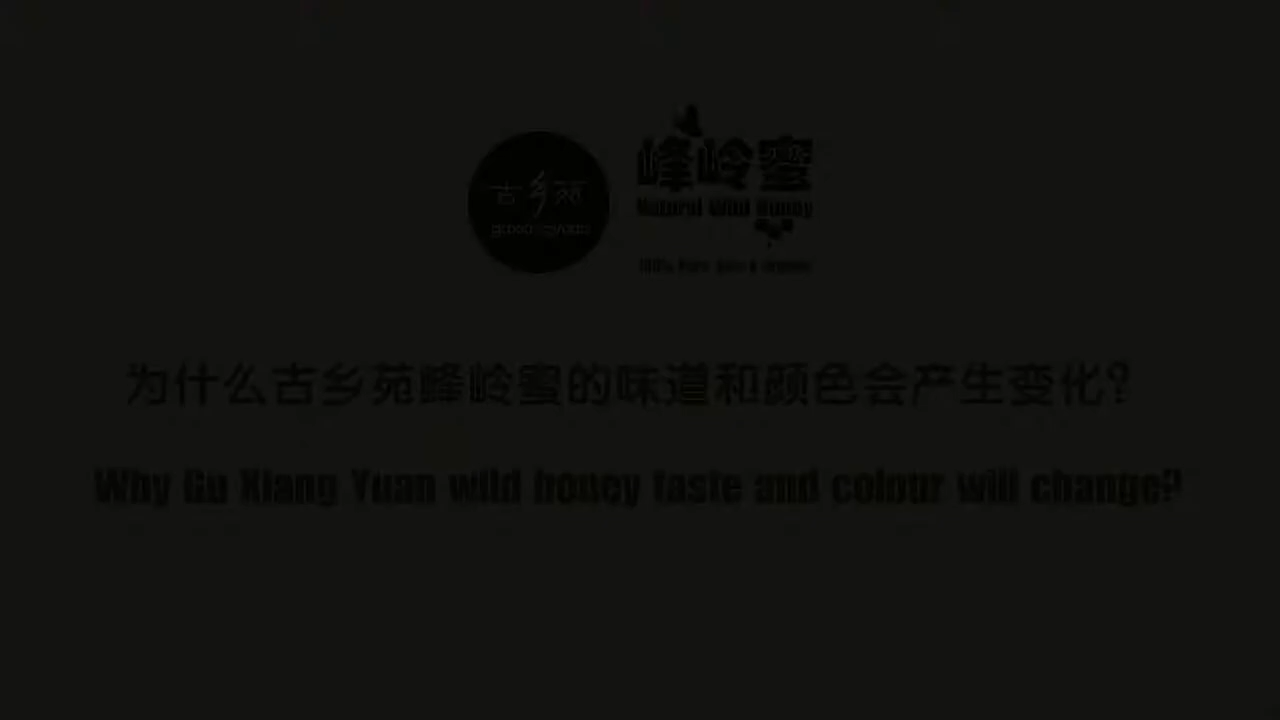 古乡苑
峰岭蜜
Natural Wild Honey
为什么古乡苑峰岭蜜的味道和颜色会产生变化?
Why Gu Xiang Yuan wild honey taste and colour will change?